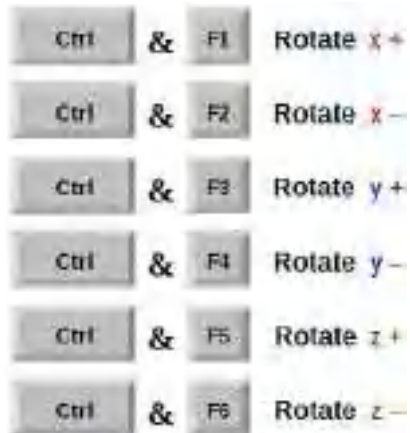 Ctrl & F1 Rotate x +
Ctrl & F2 Rotate x -
Ctrl & F3 Rotate y +
Ctrl & F4 Rotate y -
Ctrl & F5 Rotate z +
Ctrl & F6 Rotate z -